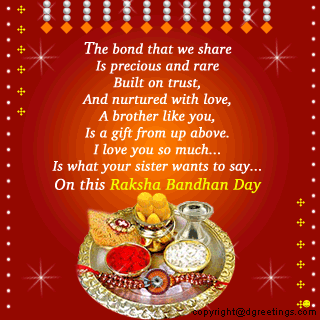 The bond that we share
Is precious and rare
Built on trust,
And nurtured with love,
A brother like you,
Is a gift from up above.
I love you so much...
Is what your sister wants to say...
On this Raksha Bandhan Day
copyright@dgreetings.com